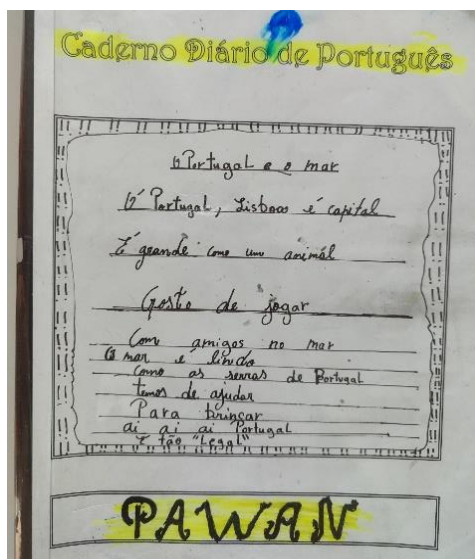 Caderno Diário de Português
O Portugal e o mar
Ó Portugal, Lisboa é capital
É grande como um animál
Gosto de jogar
Com amigos no mar
O mar é lindo
Como as serras de Portugal
temos de ajudar
Para brincar
ai ai ai Portugal
É tão "Legal"
PAWAN